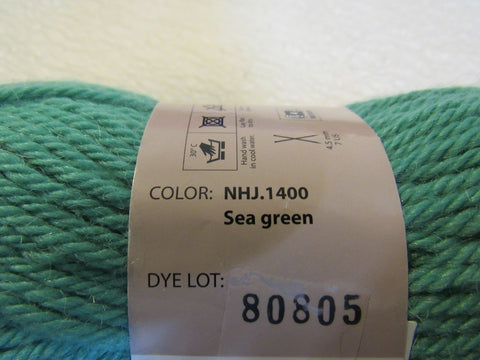 30° C
Hand wash
in cool water.
4,5 mm
7 US
COLOR: NHJ.1400
Sea green
DYE LOT: 80805